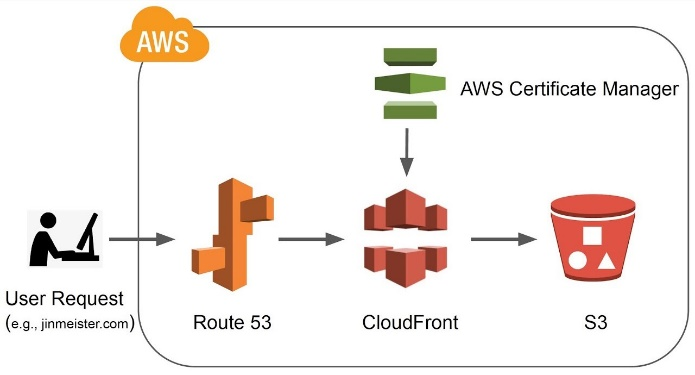 AWS
AWS Certificate Manager
User Request
(e.g., jinmeister.com)
Route 53
CloudFront
S3